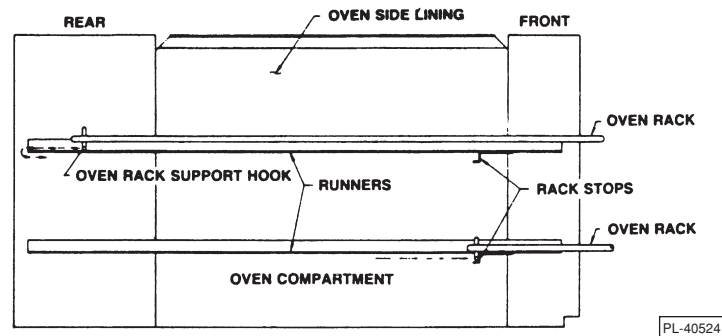 REAR
OVEN SIDE LINING
FRONT
OVEN RACK
OVEN RACK SUPPORT HOOK
RUNNERS
RACK STOPS
OVEN RACK
OVEN COMPARTMENT
PL-40524